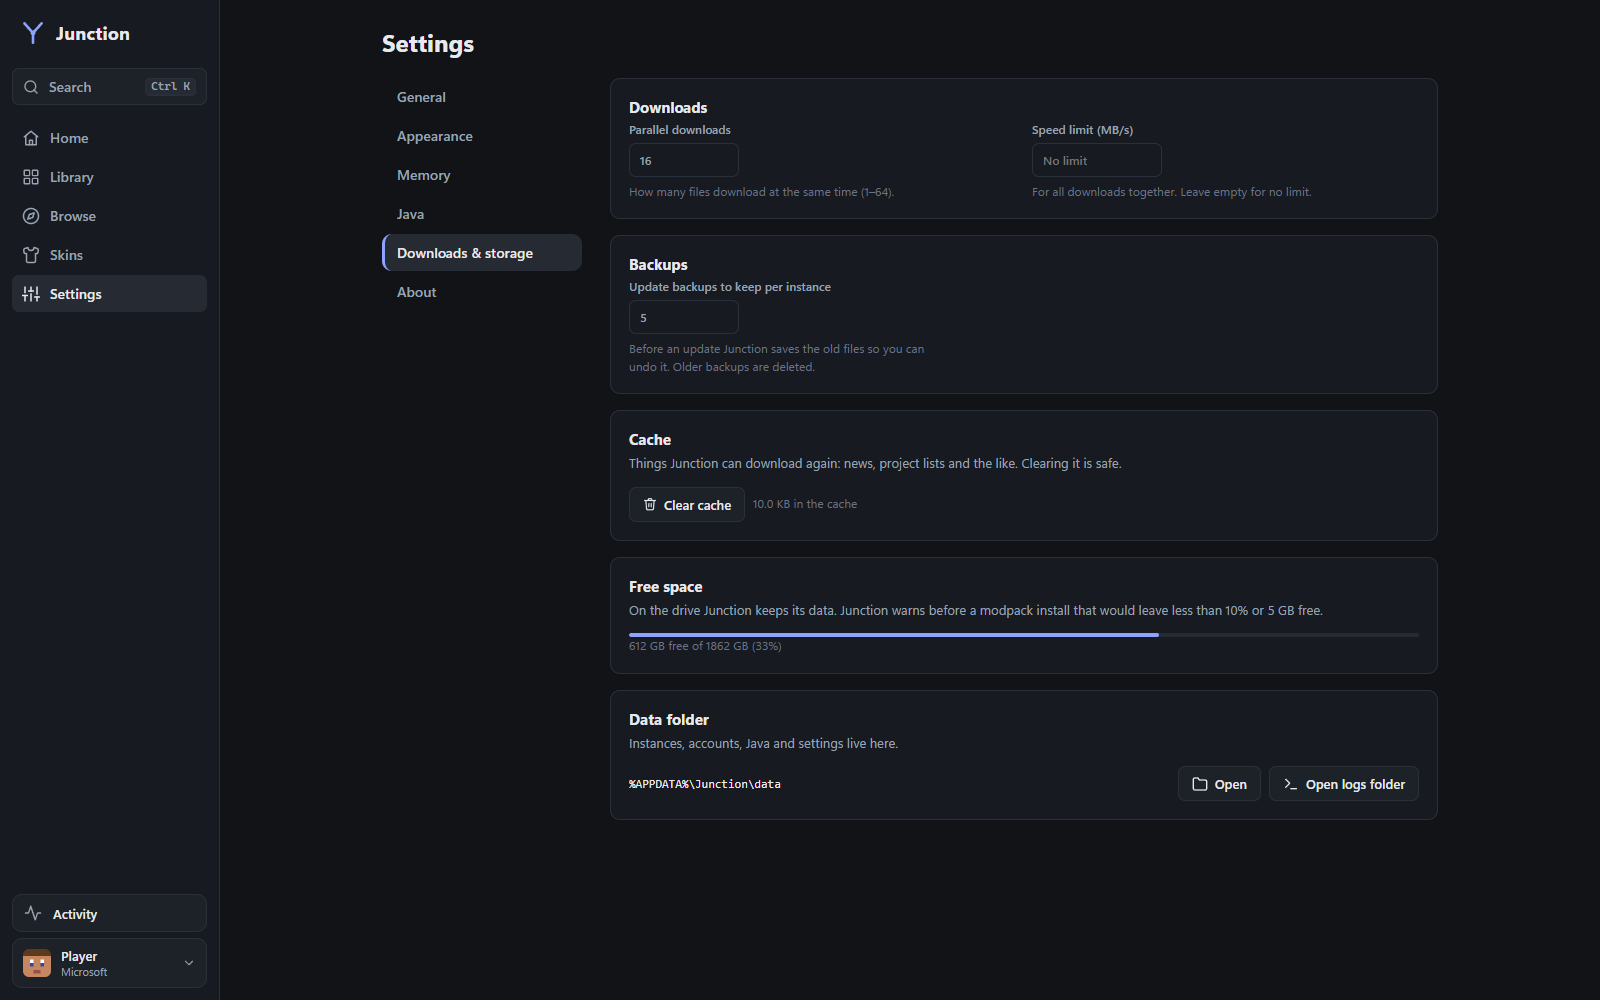 Junction
Search
Ctrl K
Home
Library
Browse
Skins
Settings
Activity
Player
Microsoft
Settings
General
Appearance
Memory
Java
Downloads & storage
About
Downloads
Parallel downloads
16
How many files download at the same time (1–64).
Speed limit (MB/s)
No limit
For all downloads together. Leave empty for no limit.
Backups
Update backups to keep per instance
5
Before an update Junction saves the old files so you can
undo it. Older backups are deleted.
Cache
Things Junction can download again: news, project lists and the like. Clearing it is safe.
Clear cache
10.0 KB in the cache
Free space
On the drive Junction keeps its data. Junction warns before a modpack install that would leave less than 10% or 5 GB free.
612 GB free of 1862 GB (33%)
Data folder
Instances, accounts, Java and settings live here.
%APPDATA%\Junction\data
Open
Open logs folder